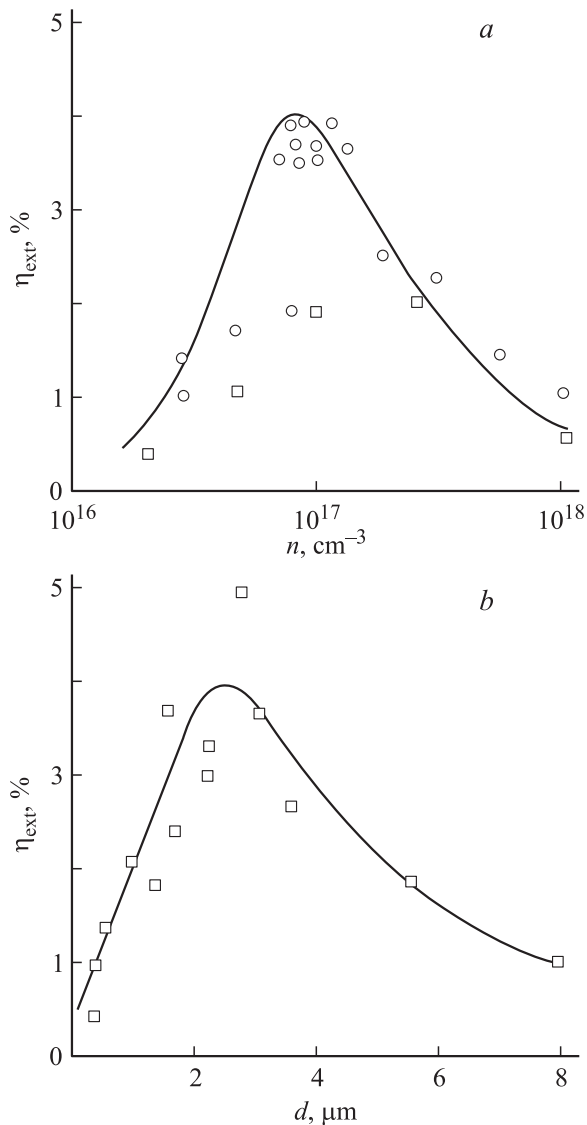 5
a
3
1
0
η_ext, %
10^16
10^17
10^18
n, cm^−3
5
b
3
1
0
η_ext, %
2
4
6
8
d, μm